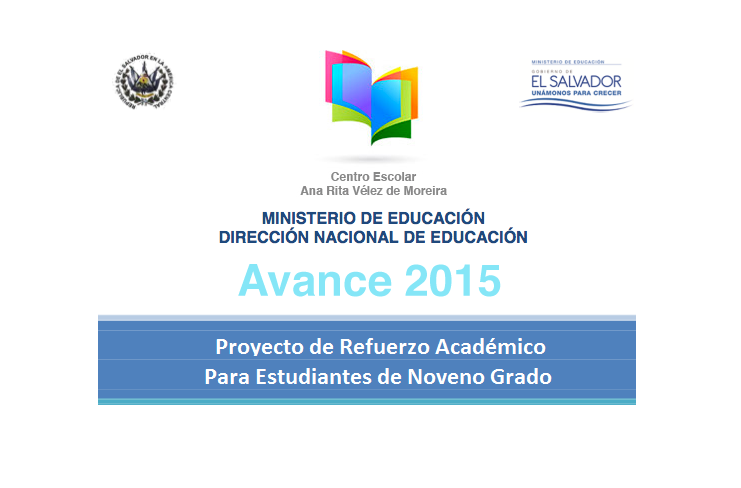 REPUBLICA DE EL SALVADOR EN LA AMERICA CENTRAL
MINISTERIO DE EDUCACIÓN
GOBIERNO DE
EL SALVADOR
UNÁMONOS PARA CRECER
Centro Escolar
Ana Rita Vélez de Moreira
MINISTERIO DE EDUCACIÓN
DIRECCIÓN NACIONAL DE EDUCACIÓN
Avance 2015
Proyecto de Refuerzo Académico
Para Estudiantes de Noveno Grado